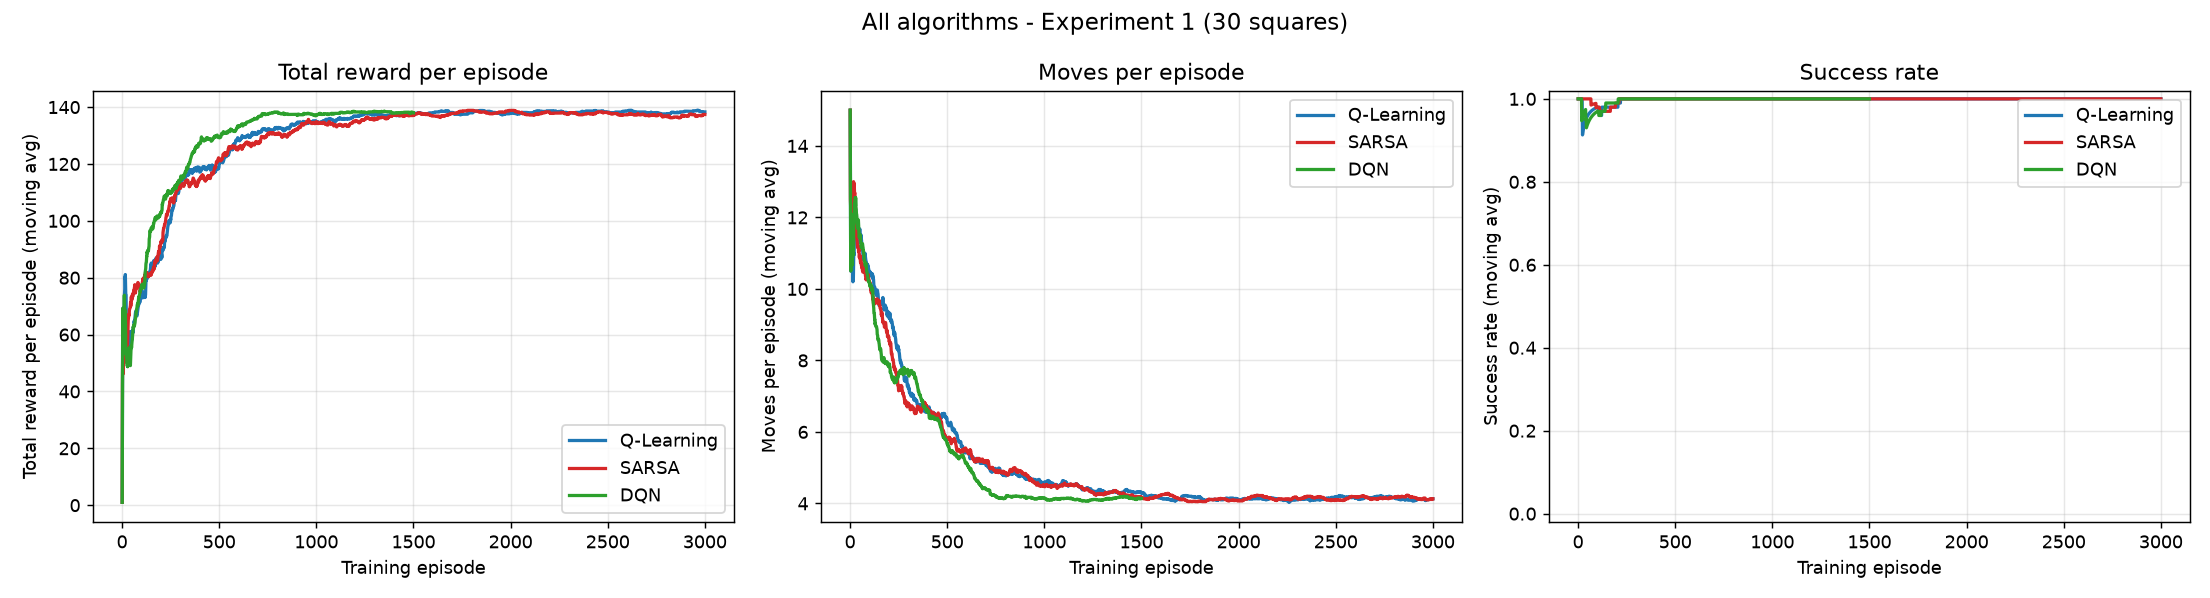 All algorithms - Experiment 1 (30 squares)
Total reward per episode
Total reward per episode (moving avg)
140
120
100
80
60
40
20
0
0 500 1000 1500 2000 2500 3000
Training episode
Q-Learning
SARSA
DQN
Moves per episode
Moves per episode (moving avg)
14
12
10
8
6
4
0 500 1000 1500 2000 2500 3000
Training episode
Q-Learning
SARSA
DQN
Success rate
Success rate (moving avg)
1.0
0.8
0.6
0.4
0.2
0.0
0 500 1000 1500 2000 2500 3000
Training episode
Q-Learning
SARSA
DQN